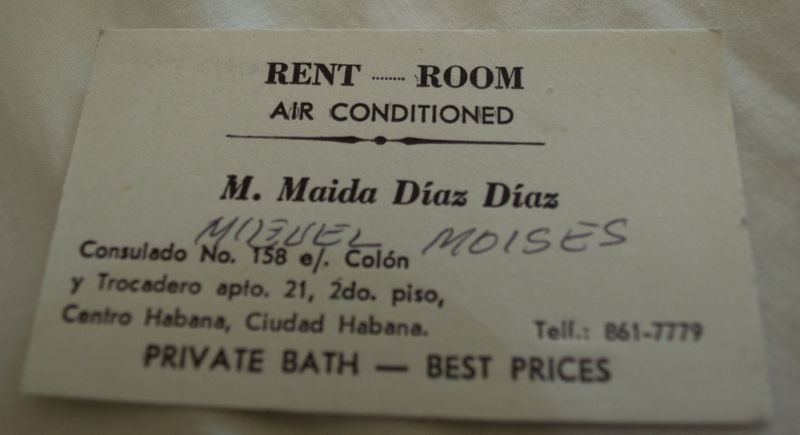 RENT ........ ROOM
AIR CONDITIONED
M. Maida Díaz Díaz
MIGUEL MOISES
Consulado No. 158 e/. Colón
y Trocadero apto. 21, 2do. piso,
Centro Habana, Ciudad Habana.
Telf.: 861-7779
PRIVATE BATH — BEST PRICES